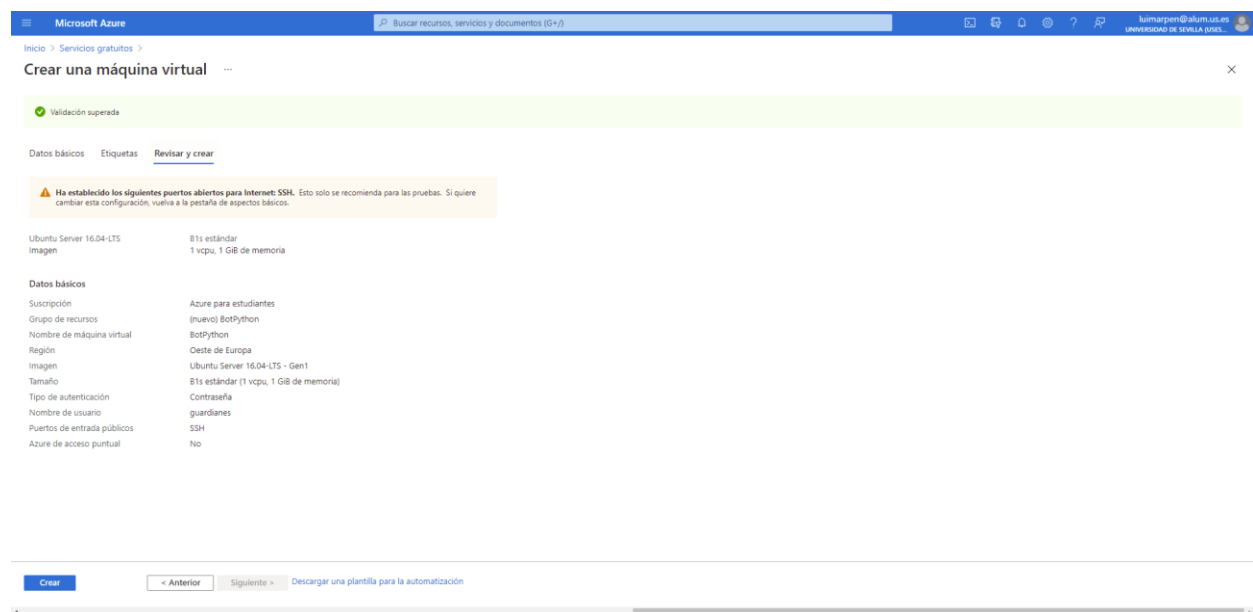 Microsoft Azure
Buscar recursos, servicios y documentos (G+/)
luimarpen@alum.us.es
UNIVERSIDAD DE SEVILLA (USES...
Inicio > Servicios gratuitos >
Crear una máquina virtual ...
Validación superada
Datos básicos Etiquetas Revisar y crear
Ha establecido los siguientes puertos abiertos para Internet: SSH. Esto solo se recomienda para las pruebas. Si quiere
cambiar esta configuración, vuelva a la pestaña de aspectos básicos.
Ubuntu Server 16.04-LTS B1s estándar
Imagen 1 vcpu, 1 GiB de memoria
Datos básicos
Suscripción Azure para estudiantes
Grupo de recursos (nuevo) BotPython
Nombre de máquina virtual BotPython
Región Oeste de Europa
Imagen Ubuntu Server 16.04-LTS - Gen1
Tamaño B1s estándar (1 vcpu, 1 GiB de memoria)
Tipo de autenticación Contraseña
Nombre de usuario guardianes
Puertos de entrada públicos SSH
Azure de acceso puntual No
Crear < Anterior Siguiente > Descargar una plantilla para la automatización